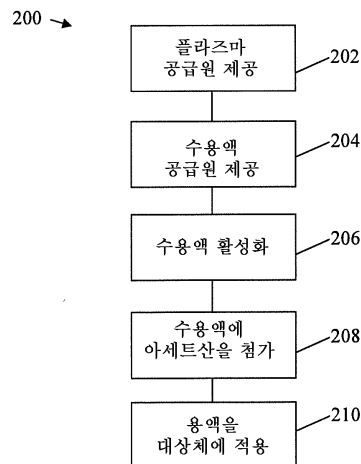 200
플라즈마
공급원 제공
202
수용액
공급원 제공
204
수용액 활성화
206
수용액에
아세트산을 첨가
208
용액을
대상체에 적용
210